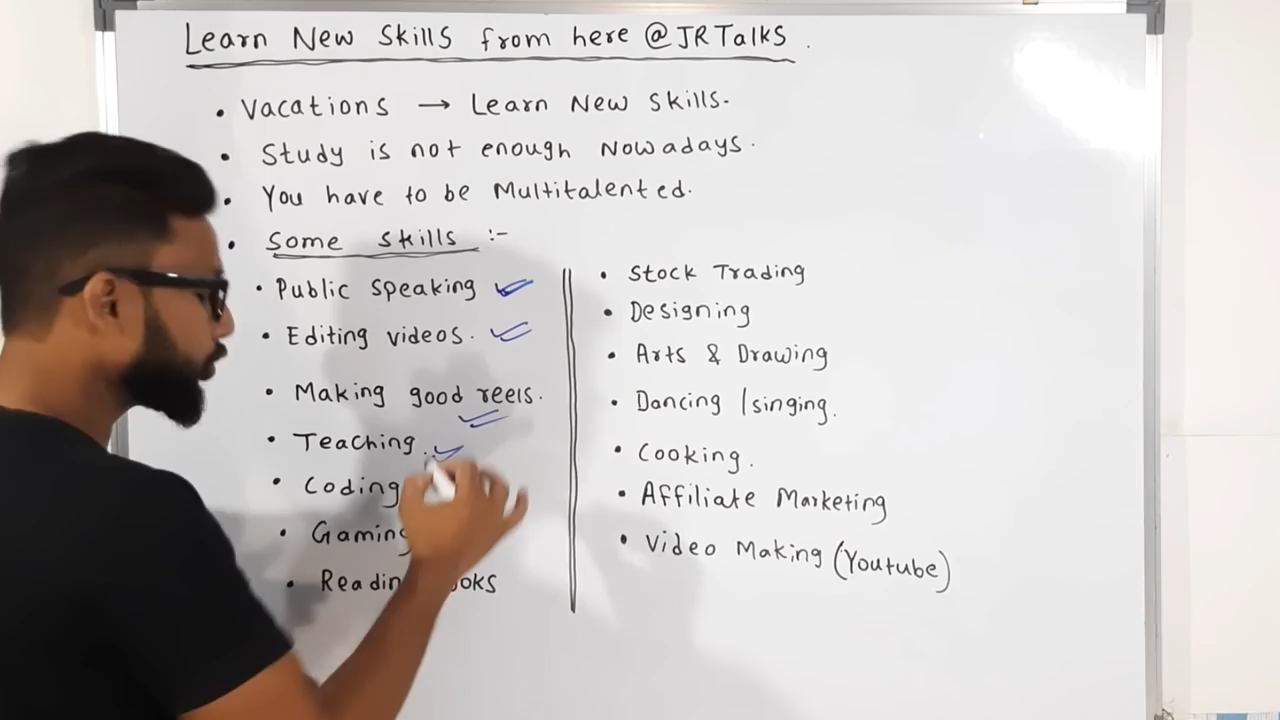 Learn New Skills from here @JRTalks.
• Vacations → Learn New Skills.
• Study is not enough Nowadays.
• You have to be Multitalented.
• Some skills :-
• Public speaking
• Editing videos.
• Making good reels.
• Teaching.
• Coding
• Gaming
• Reading
• Stock Trading
• Designing
• Arts & Drawing
• Dancing /singing.
• Cooking.
• Affiliate Marketing
• Video Making (Youtube)